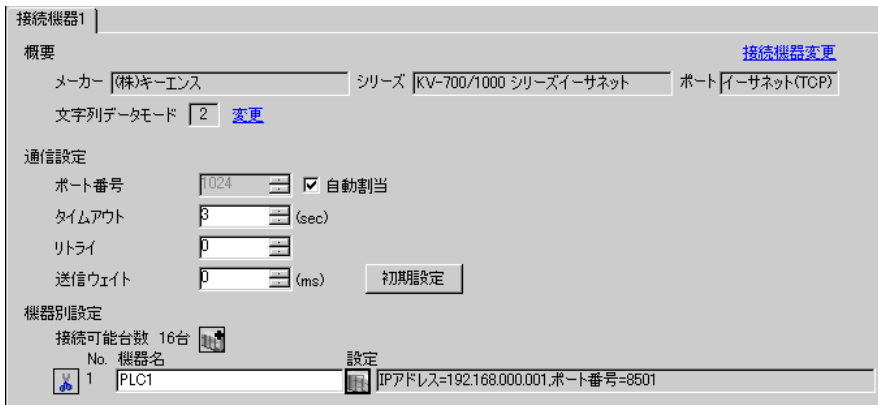 接続機器1
概要
接続機器変更
メーカー (株)キーエンス シリーズ KV-700/1000 シリーズイーサネット ポート イーサネット(TCP)
文字列データモード 2 変更
通信設定
ポート番号 1024 自動割当
タイムアウト 3 (sec)
リトライ 0
送信ウェイト 0 (ms) 初期設定
機器別設定
接続可能台数 16台
No. 機器名 設定
1 PLC1 IPアドレス=192.168.000.001,ポート番号=8501